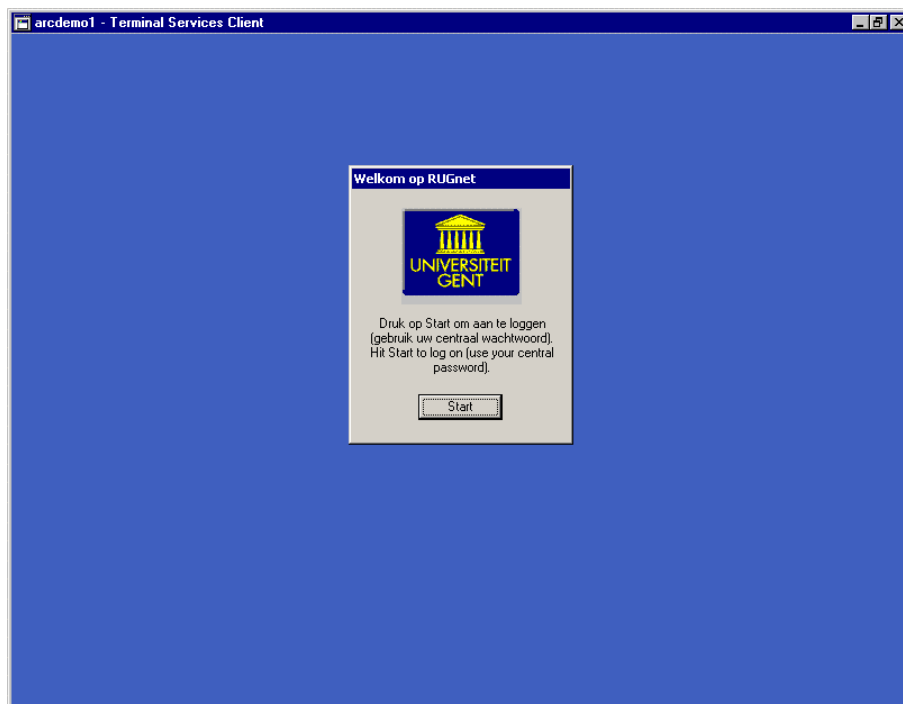 arcdemo1 - Terminal Services Client
Welkom op RUGnet
UNIVERSITEIT
GENT
Druk op Start om aan te loggen
(gebruik uw centraal wachtwoord).
Hit Start to log on (use your central
password).
Start